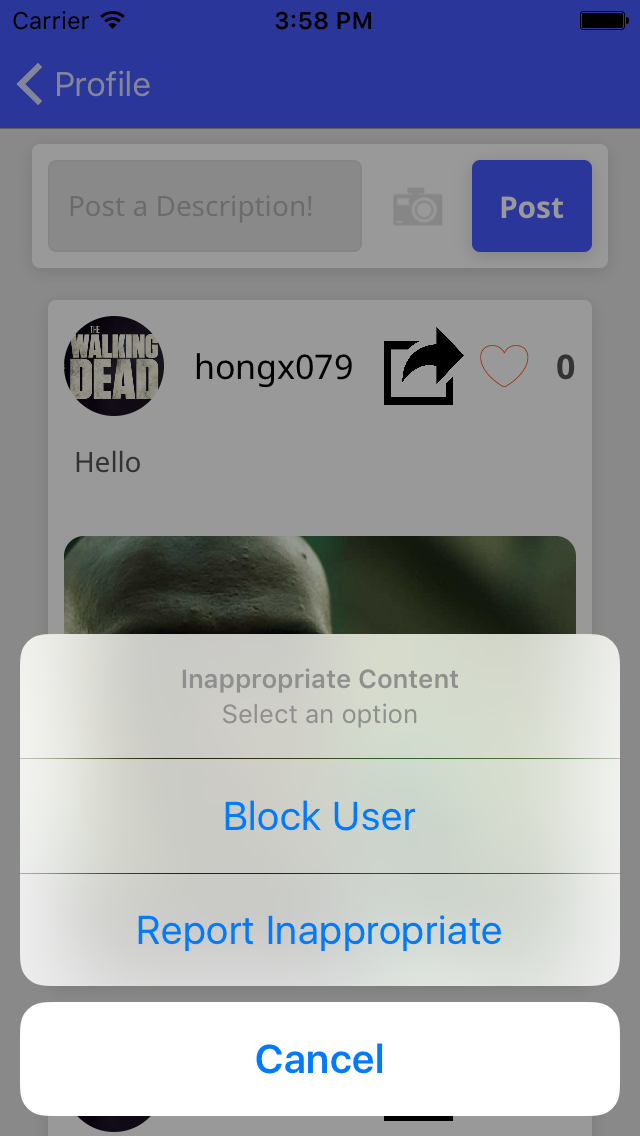 Carrier 3:58 PM
Profile
Post a Description! Post
THE
WALKING
DEAD
hongx079 0
Hello
Inappropriate Content
Select an option
Block User
Report Inappropriate
Cancel